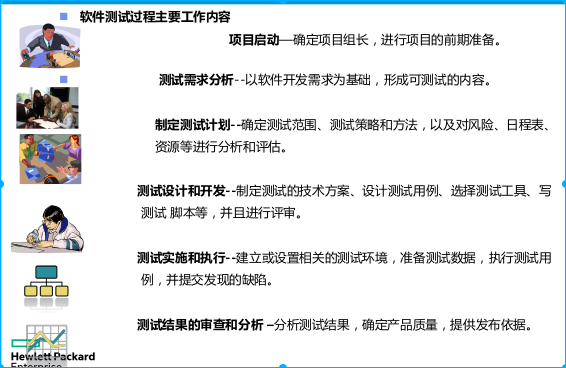 软件测试过程主要工作内容
项目启动—确定项目组长，进行项目的前期准备。
测试需求分析--以软件开发需求为基础，形成可测试的内容。
制定测试计划--确定测试范围、测试策略和方法，以及对风险、日程表、
资源等进行分析和评估。
测试设计和开发--制定测试的技术方案、设计测试用例、选择测试工具、写
测试 脚本等，并且进行评审。
测试实施和执行--建立或设置相关的测试环境，准备测试数据，执行测试用
例，并提交发现的缺陷。
测试结果的审查和分析 –分析测试结果，确定产品质量，提供发布依据。
Hewlett Packard
Enterprise